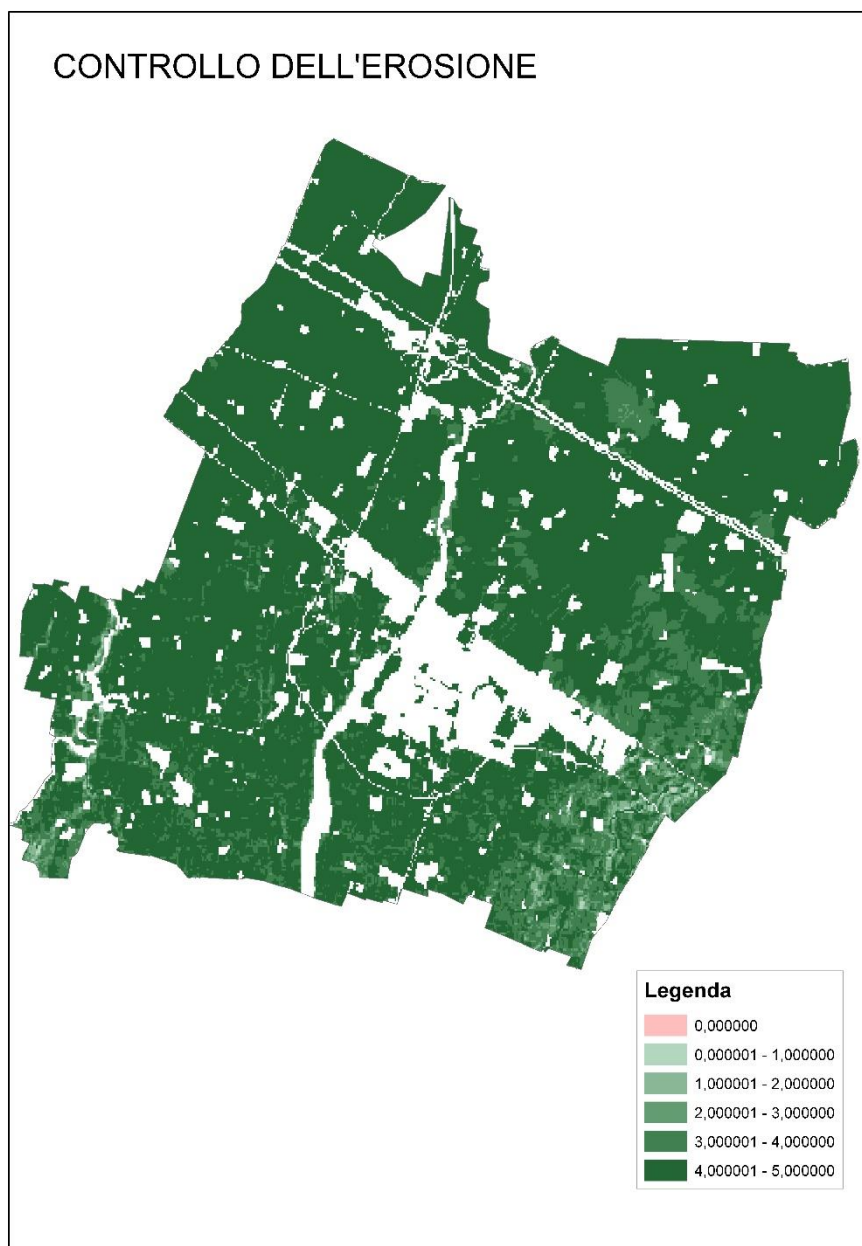 CONTROLLO DELL'EROSIONE
Legenda
0,000000
0,000001 - 1,000000
1,000001 - 2,000000
2,000001 - 3,000000
3,000001 - 4,000000
4,000001 - 5,000000